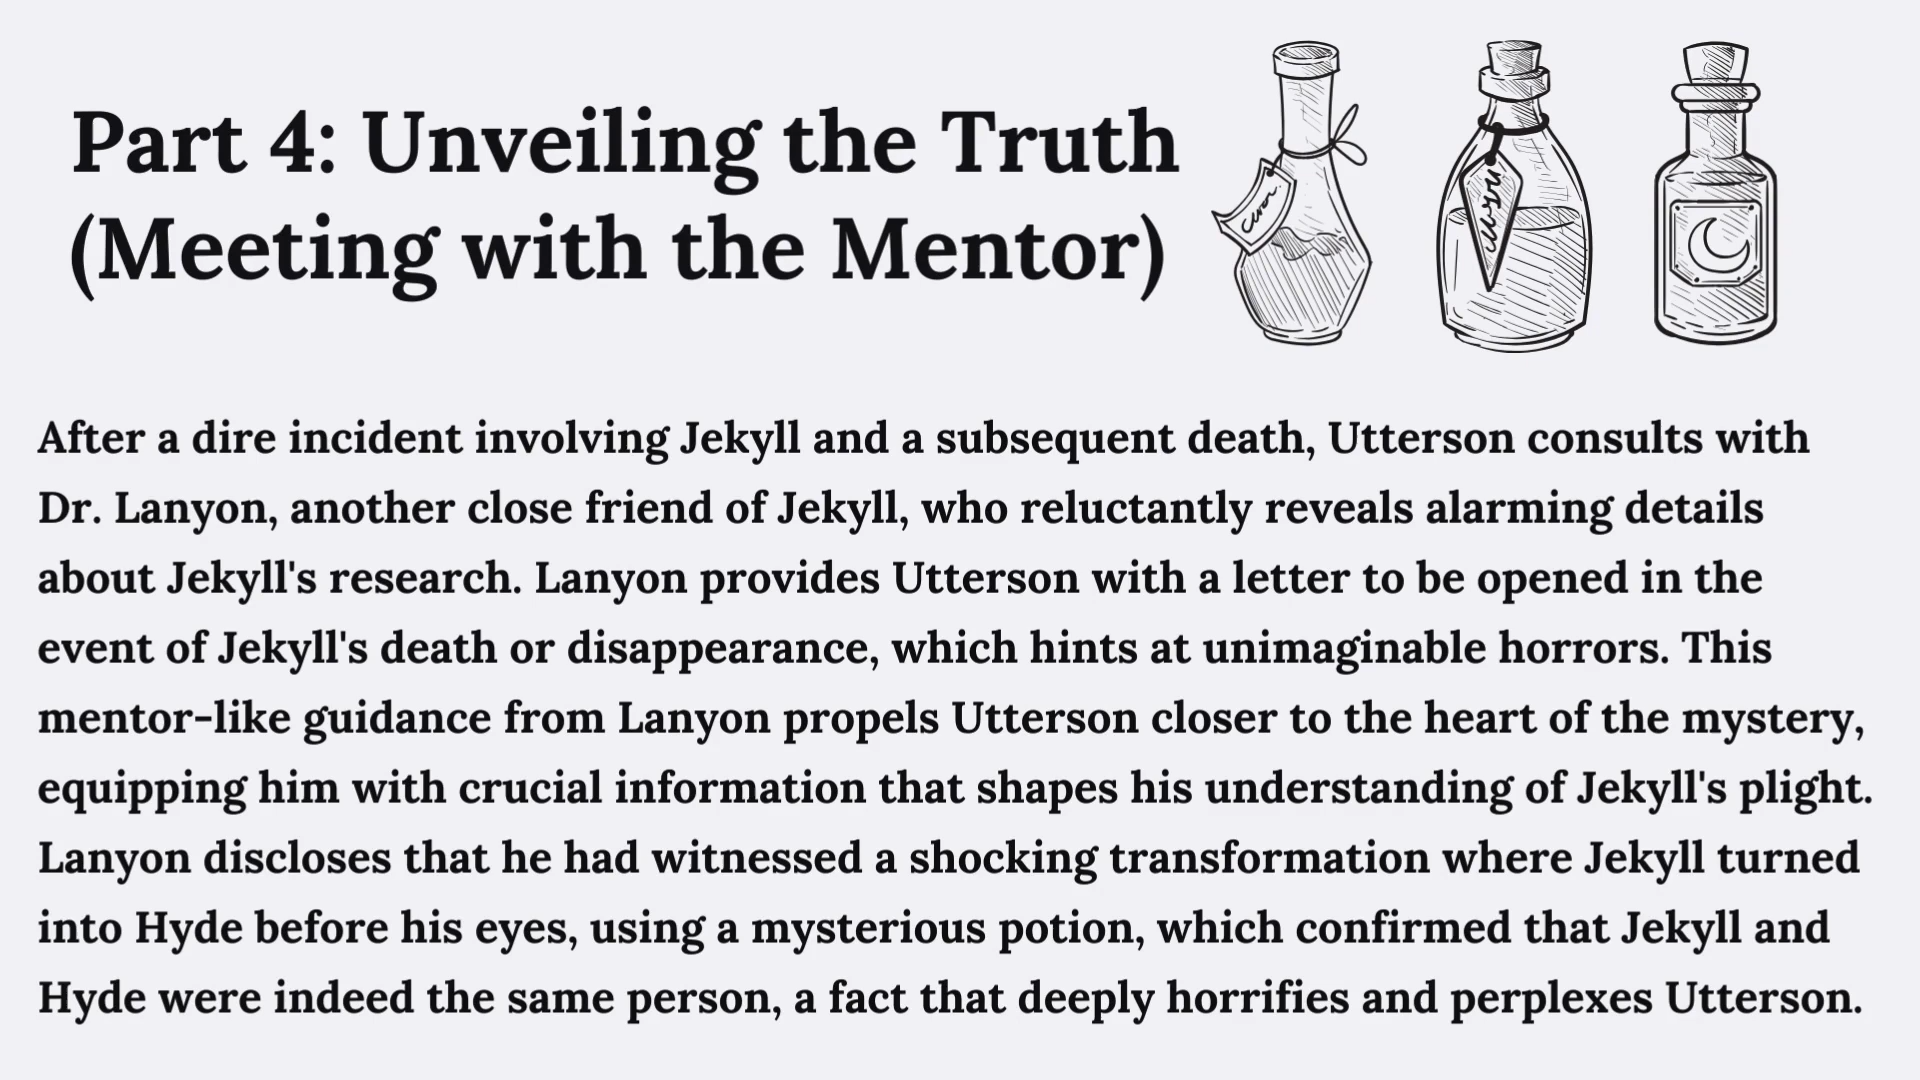 Part 4: Unveiling the Truth
(Meeting with the Mentor)
After a dire incident involving Jekyll and a subsequent death, Utterson consults with
Dr. Lanyon, another close friend of Jekyll, who reluctantly reveals alarming details
about Jekyll's research. Lanyon provides Utterson with a letter to be opened in the
event of Jekyll's death or disappearance, which hints at unimaginable horrors. This
mentor-like guidance from Lanyon propels Utterson closer to the heart of the mystery,
equipping him with crucial information that shapes his understanding of Jekyll's plight.
Lanyon discloses that he had witnessed a shocking transformation where Jekyll turned
into Hyde before his eyes, using a mysterious potion, which confirmed that Jekyll and
Hyde were indeed the same person, a fact that deeply horrifies and perplexes Utterson.